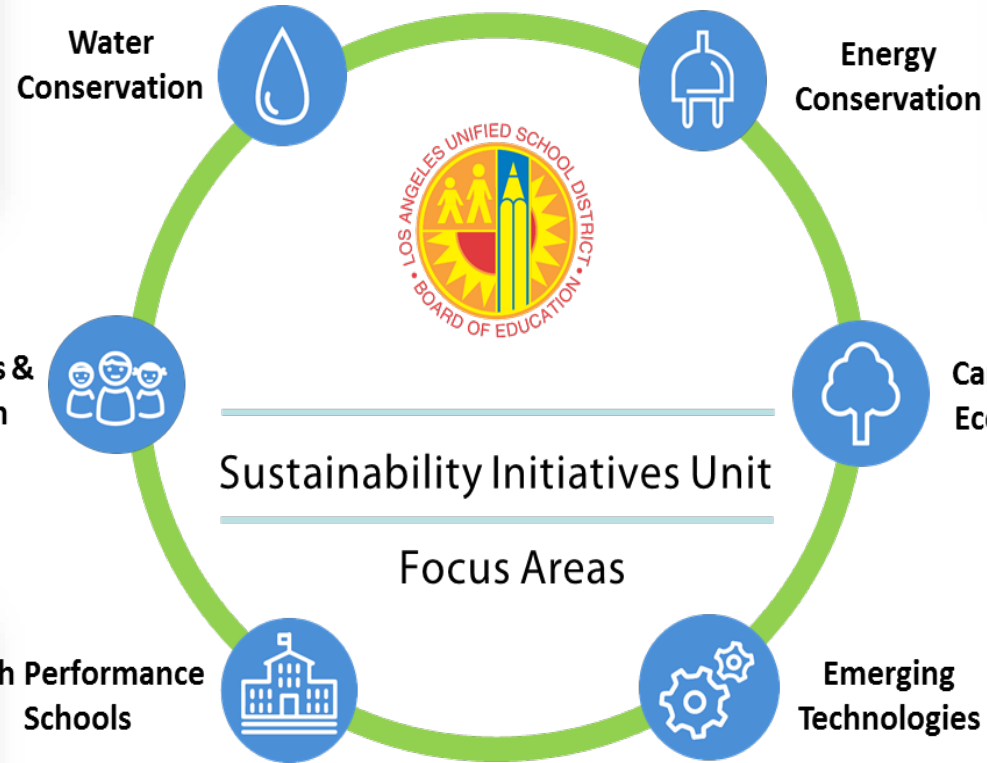 Water
Conservation
Energy
Conservation
LOS ANGELES UNIFIED SCHOOL DISTRICT • BOARD OF EDUCATION •
&
Sustainability Initiatives Unit
Focus Areas
Performance
Schools
Emerging
Technologies